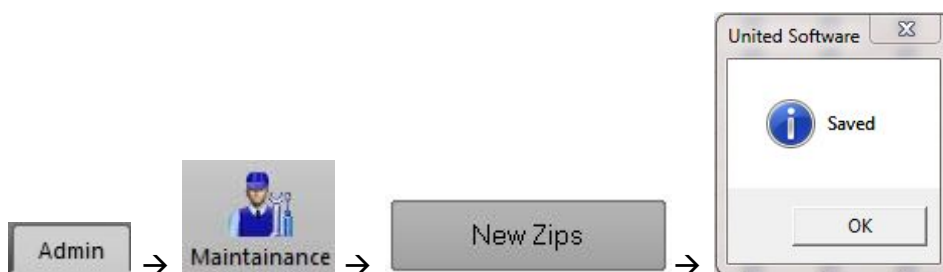 Admin → Maintainance → New Zips →
United Software
Saved
OK